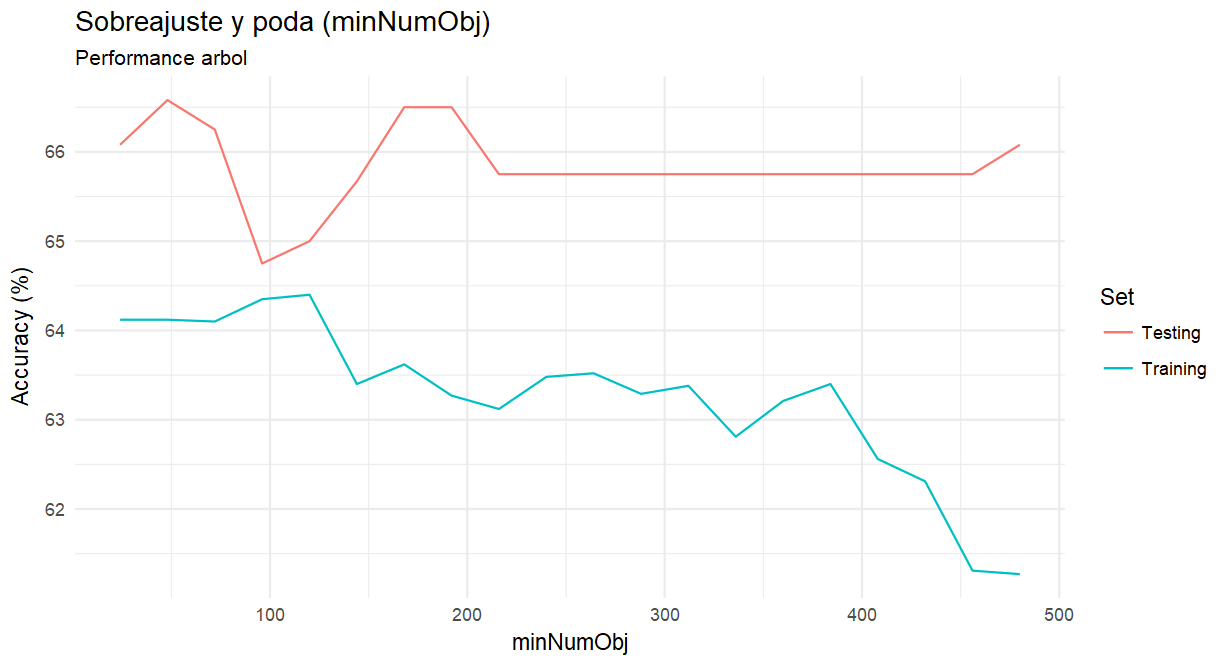 Sobreajuste y poda (minNumObj)
Performance arbol
Accuracy (%)
66
65
64
63
62
100
200
300
400
500
minNumObj
Set
Testing
Training